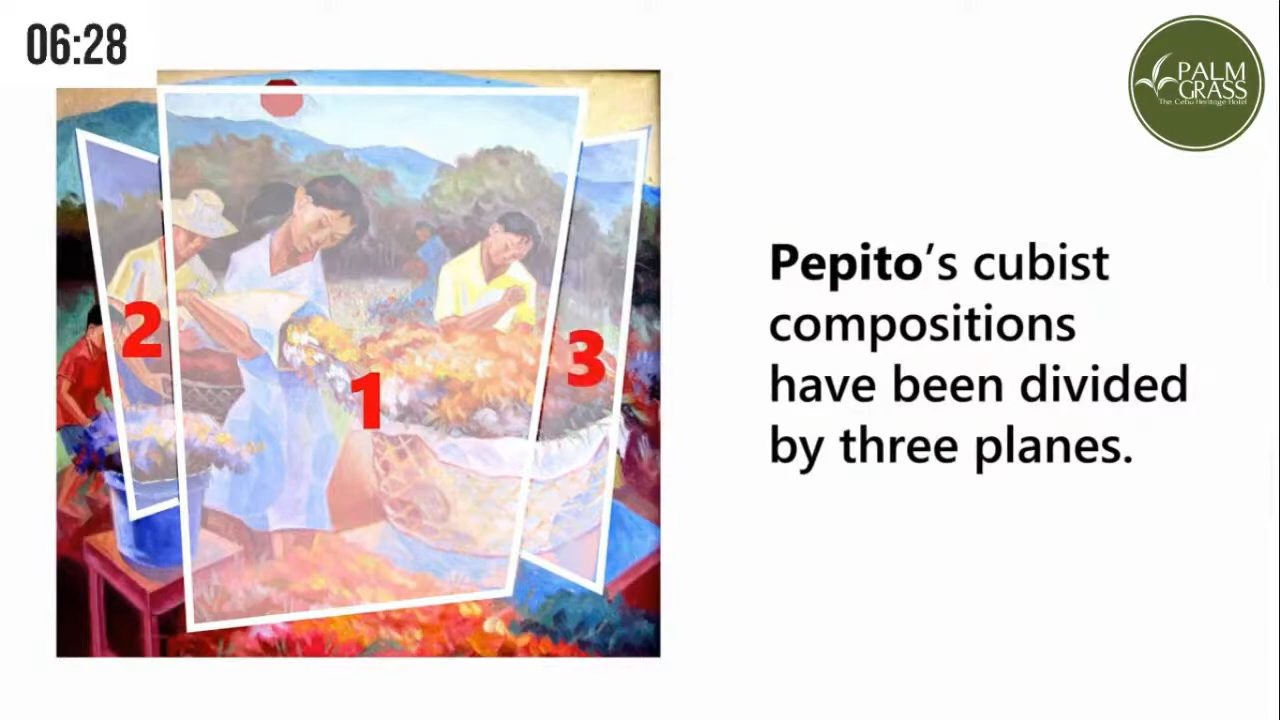 06:28
PALM
GRASS
The Cebu Heritage Hotel
2
1
3
Pepito's cubist
compositions
have been divided
by three planes.